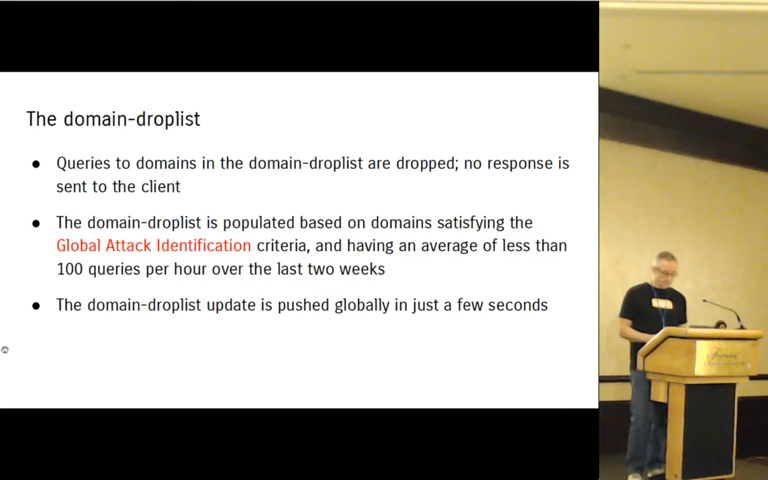 The domain-droplist
● Queries to domains in the domain-droplist are dropped; no response is
sent to the client
● The domain-droplist is populated based on domains satisfying the
Global Attack Identification criteria, and having an average of less than
100 queries per hour over the last two weeks
● The domain-droplist update is pushed globally in just a few seconds